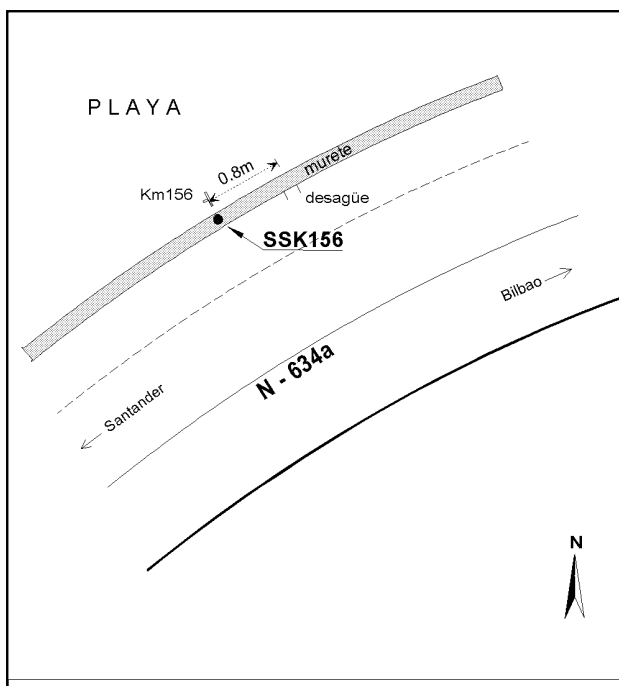 PLAYA
0.8m
murete
Km156
desagüe
SSK156
Bilbao
N - 634a
Santander
N